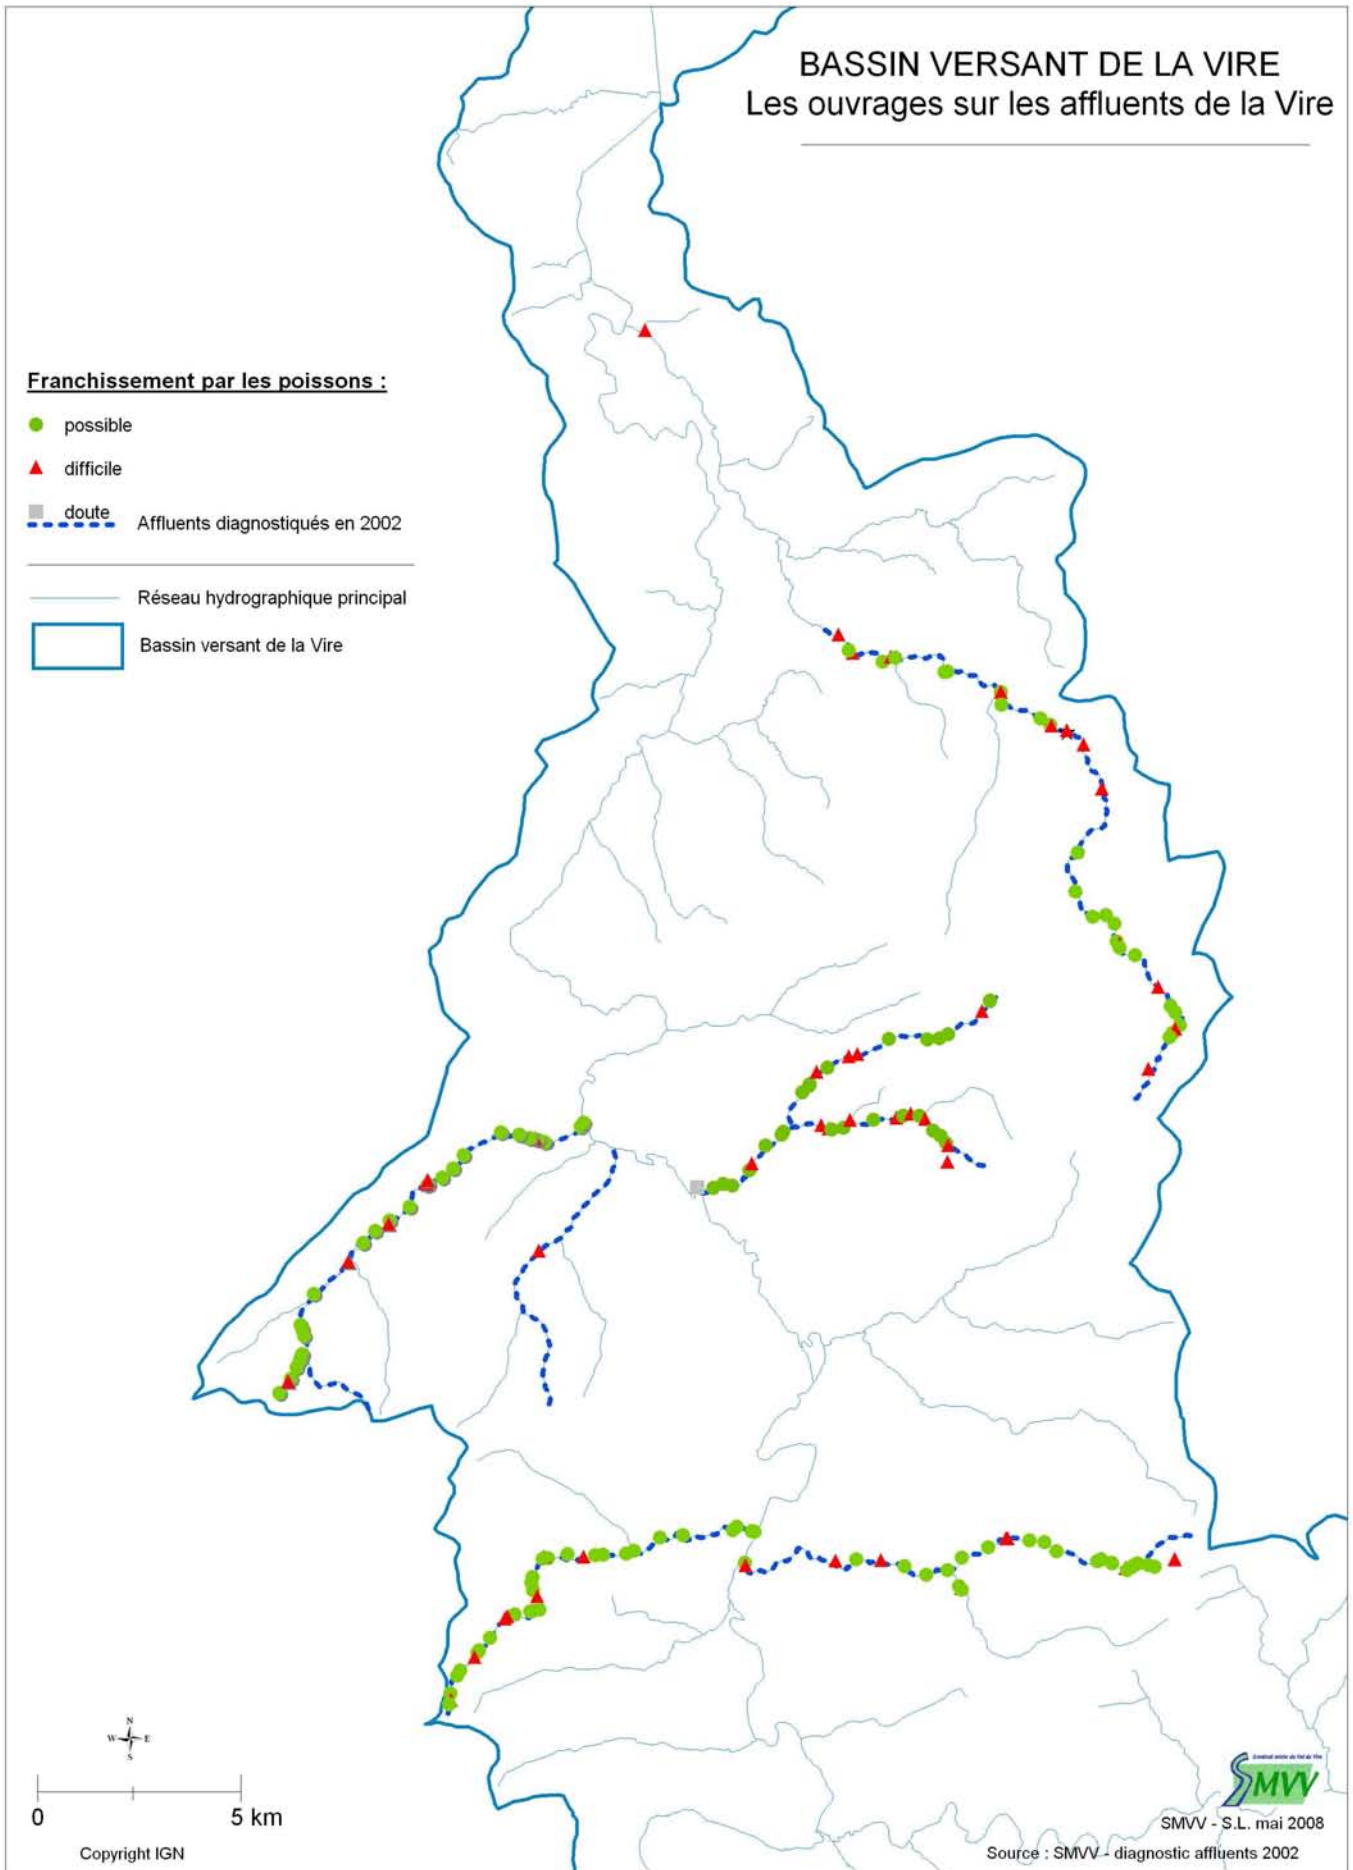 BASSIN VERSANT DE LA VIRE
Les ouvrages sur les affluents de la Vire
Franchissement par les poissons :
possible
difficile
doute
Affluents diagnostiqués en 2002
Réseau hydrographique principal
Bassin versant de la Vire
N
W E
S
0 5 km
Copyright IGN
SMVV
SMVV - S.L. mai 2008
Source : SMVV - diagnostic affluents 2002